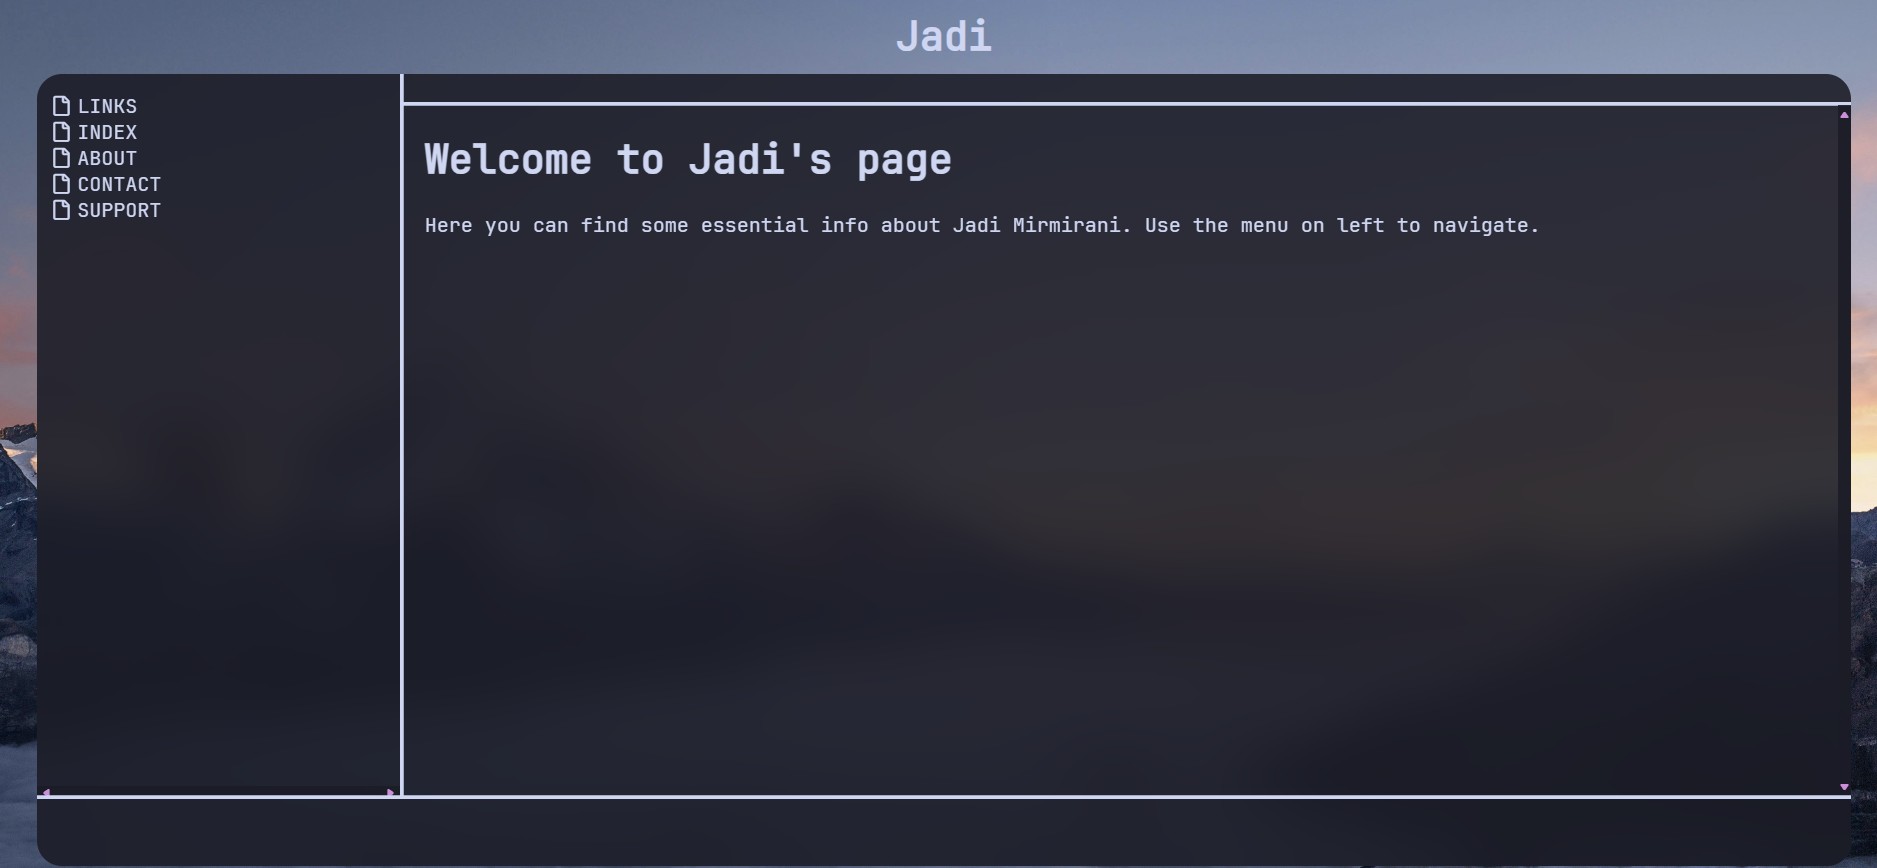 Jadi
LINKS
INDEX
ABOUT
CONTACT
SUPPORT
Welcome to Jadi's page
Here you can find some essential info about Jadi Mirmirani. Use the menu on left to navigate.